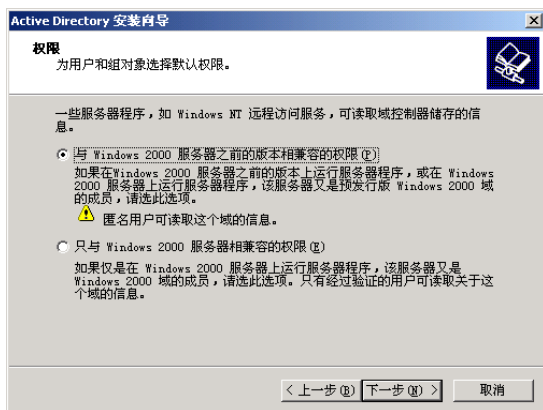 Active Directory 安装向导
权限
为用户和组对象选择默认权限。
一些服务器程序，如 Windows NT 远程访问服务，可读取域控制器储存的信
息。
与 Windows 2000 服务器之前的版本相兼容的权限(P)
如果在Windows 2000 服务器之前的版本上运行服务器程序，或在 Windows
2000 服务器上运行服务器程序，该服务器又是预发行版 Windows 2000 域
的成员，请选此选项。
匿名用户可读取这个域的信息。
只与 Windows 2000 服务器相兼容的权限(E)
如果仅是在 Windows 2000 服务器上运行服务器程序，该服务器又是
Windows 2000 域的成员，请选此选项。只有经过验证的用户可读取关于这
个域的信息。
< 上一步(B) 下一步(N) > 取消